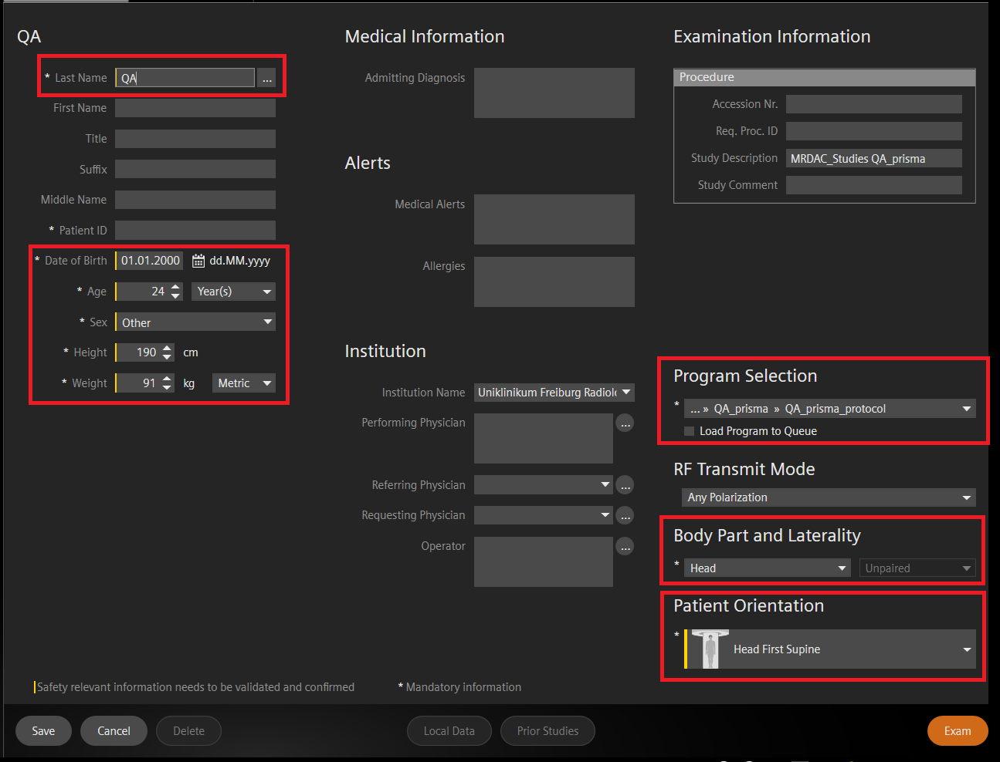 QA
* Last Name QA ...
First Name
Title
Suffix
Middle Name
* Patient ID
* Date of Birth 01.01.2000 dd.MM.yyyy
* Age 24 Year(s)
* Sex Other
* Height 190 cm
* Weight 91 kg Metric
Medical Information
Admitting Diagnosis
Alerts
Medical Alerts
Allergies
Institution
Institution Name Uniklinikum Freiburg Radiol
Performing Physician ...
Referring Physician ...
Requesting Physician ...
Operator ...
Examination Information
Procedure
Accession Nr.
Req. Proc. ID
Study Description MRDAC_Studies QA_prisma
Study Comment
Program Selection
* ... » QA_prisma » QA_prisma_protocol
Load Program to Queue
RF Transmit Mode
Any Polarization
Body Part and Laterality
* Head Unpaired
Patient Orientation
* Head First Supine
Safety relevant information needs to be validated and confirmed * Mandatory information
Save Cancel Delete Local Data Prior Studies Exam